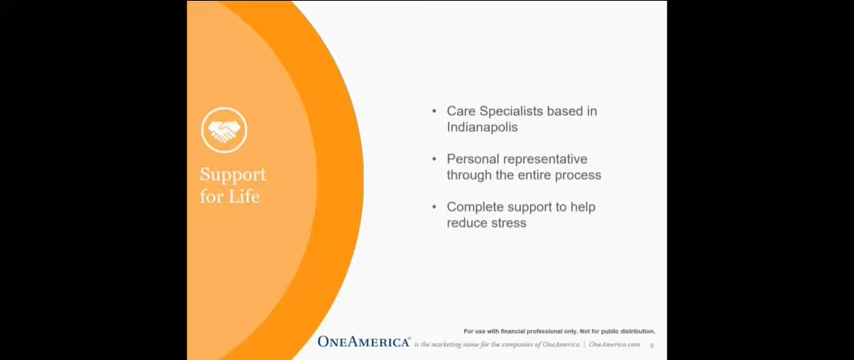 Support
for Life
• Care Specialists based in
Indianapolis
• Personal representative
through the entire process
• Complete support to help
reduce stress
For use with financial professional only. Not for public distribution.
ONEAMERICA® is the marketing name for the companies of OneAmerica | OneAmerica.com